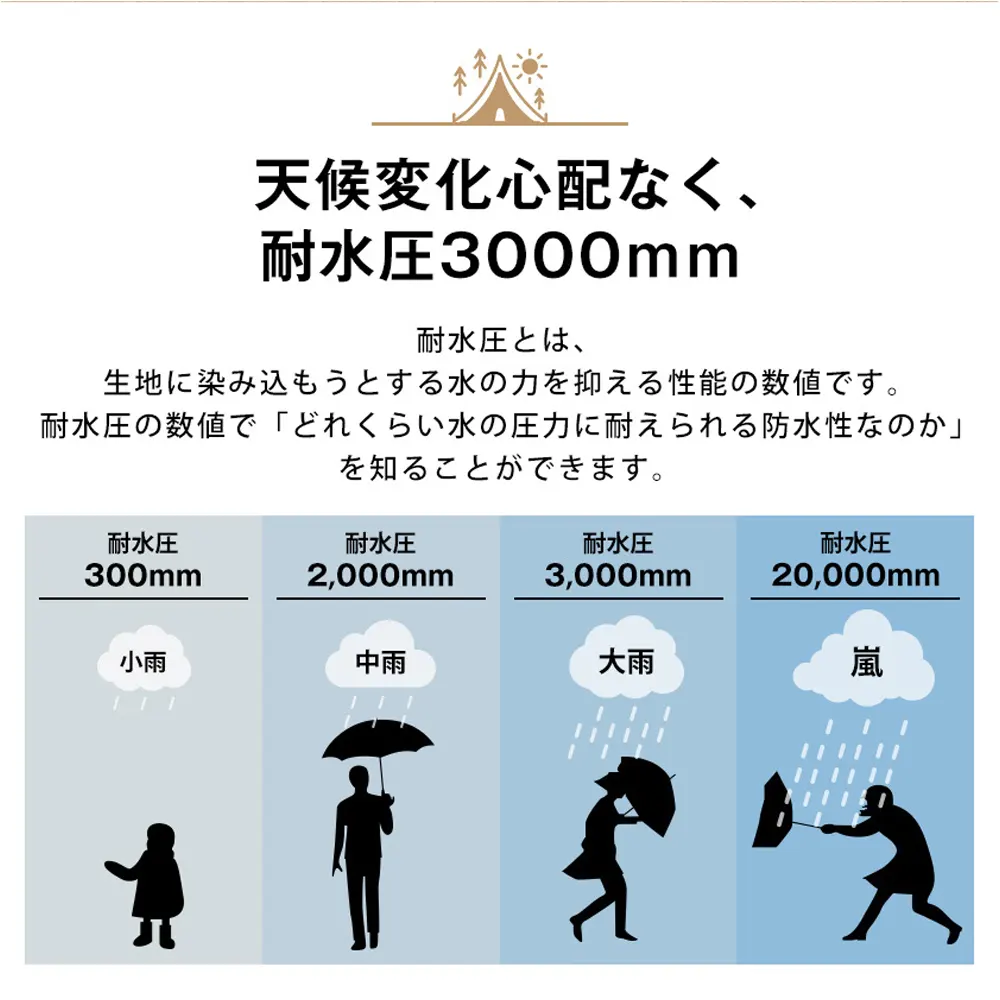 天候変化心配なく、
耐水圧3000mm
耐水圧とは、
生地に染み込もうとする水の力を抑える性能の数値です。
耐水圧の数値で「どれくらい水の圧力に耐えられる防水性なのか」
を知ることができます。
耐水圧
300mm
小雨
耐水圧
2,000mm
中雨
耐水圧
3,000mm
大雨
耐水圧
20,000mm
嵐